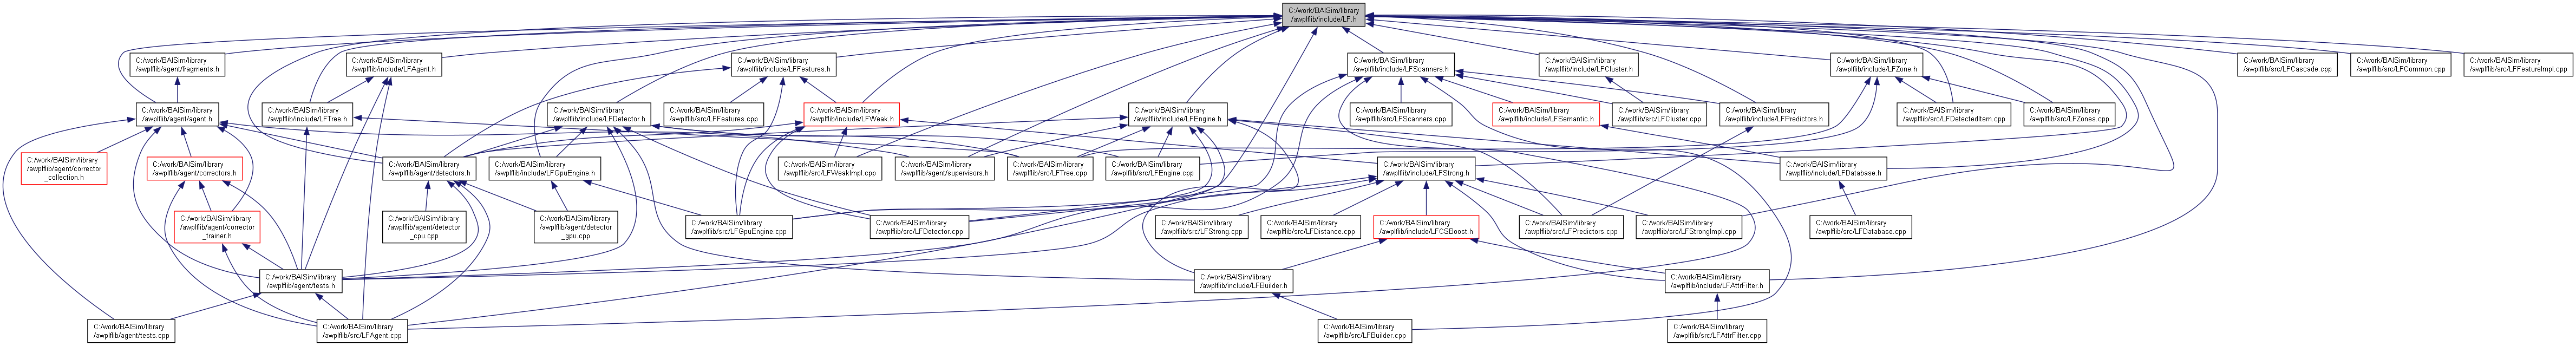 C:/work/BAISim/library
/awplflib/include/LF.h
C:/work/BAISim/library
/awplflib/agent/fragments.h
C:/work/BAISim/library
/awplflib/include/LFAgent.h
C:/work/BAISim/library
/awplflib/include/LFFeatures.h
C:/work/BAISim/library
/awplflib/include/LFScanners.h
C:/work/BAISim/library
/awplflib/include/LFCluster.h
C:/work/BAISim/library
/awplflib/include/LFZone.h
C:/work/BAISim/library
/awplflib/src/LFCascade.cpp
C:/work/BAISim/library
/awplflib/src/LFCommon.cpp
C:/work/BAISim/library
/awplflib/src/LFFeatureImpl.cpp
C:/work/BAISim/library
/awplflib/agent/agent.h
C:/work/BAISim/library
/awplflib/include/LFTree.h
C:/work/BAISim/library
/awplflib/include/LFDetector.h
C:/work/BAISim/library
/awplflib/src/LFFeatures.cpp
C:/work/BAISim/library
/awplflib/include/LFWeak.h
C:/work/BAISim/library
/awplflib/include/LFEngine.h
C:/work/BAISim/library
/awplflib/src/LFScanners.cpp
C:/work/BAISim/library
/awplflib/include/LFSemantic.h
C:/work/BAISim/library
/awplflib/src/LFCluster.cpp
C:/work/BAISim/library
/awplflib/include/LFPredictors.h
C:/work/BAISim/library
/awplflib/src/LFDetectedItem.cpp
C:/work/BAISim/library
/awplflib/src/LFZones.cpp
C:/work/BAISim/library
/awplflib/agent/corrector
_collection.h
C:/work/BAISim/library
/awplflib/agent/correctors.h
C:/work/BAISim/library
/awplflib/agent/detectors.h
C:/work/BAISim/library
/awplflib/include/LFGpuEngine.h
C:/work/BAISim/library
/awplflib/src/LFWeakImpl.cpp
C:/work/BAISim/library
/awplflib/agent/supervisors.h
C:/work/BAISim/library
/awplflib/src/LFTree.cpp
C:/work/BAISim/library
/awplflib/src/LFEngine.cpp
C:/work/BAISim/library
/awplflib/include/LFStrong.h
C:/work/BAISim/library
/awplflib/include/LFDatabase.h
C:/work/BAISim/library
/awplflib/agent/corrector
_trainer.h
C:/work/BAISim/library
/awplflib/agent/detector
_cpu.cpp
C:/work/BAISim/library
/awplflib/agent/detector
_gpu.cpp
C:/work/BAISim/library
/awplflib/src/LFGpuEngine.cpp
C:/work/BAISim/library
/awplflib/src/LFDetector.cpp
C:/work/BAISim/library
/awplflib/src/LFStrong.cpp
C:/work/BAISim/library
/awplflib/src/LFDistance.cpp
C:/work/BAISim/library
/awplflib/include/LFCSBoost.h
C:/work/BAISim/library
/awplflib/src/LFPredictors.cpp
C:/work/BAISim/library
/awplflib/src/LFStrongImpl.cpp
C:/work/BAISim/library
/awplflib/src/LFDatabase.cpp
C:/work/BAISim/library
/awplflib/agent/tests.h
C:/work/BAISim/library
/awplflib/include/LFBuilder.h
C:/work/BAISim/library
/awplflib/include/LFAttrFilter.h
C:/work/BAISim/library
/awplflib/agent/tests.cpp
C:/work/BAISim/library
/awplflib/src/LFAgent.cpp
C:/work/BAISim/library
/awplflib/src/LFBuilder.cpp
C:/work/BAISim/library
/awplflib/src/LFAttrFilter.cpp